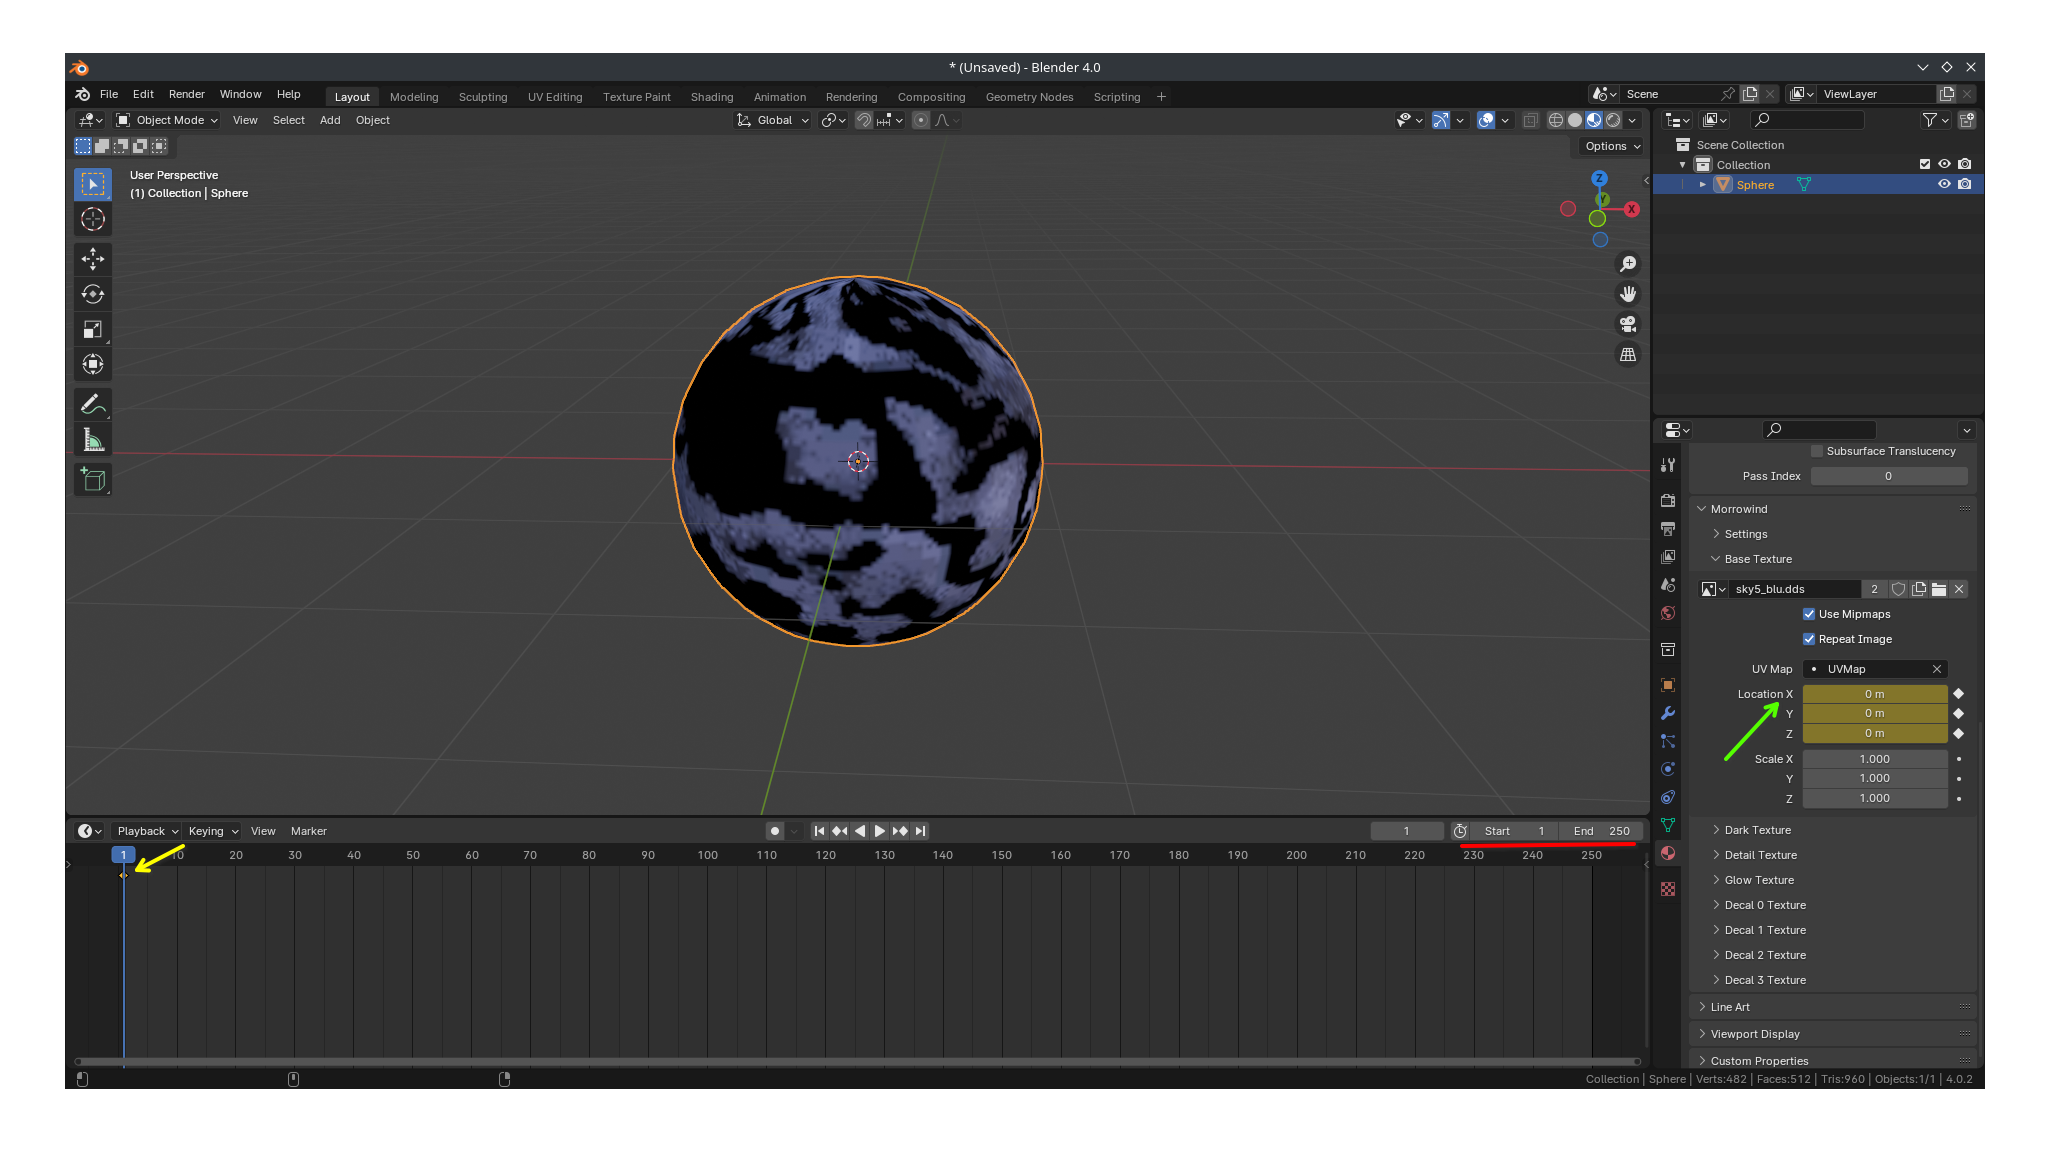 * (Unsaved) - Blender 4.0
File Edit Render Window Help Layout Modeling Sculpting UV Editing Texture Paint Shading Animation Rendering Compositing Geometry Nodes Scripting + Scene ViewLayer
Object Mode View Select Add Object Global
Options
User Perspective
(1) Collection | Sphere
Z
Y
X
Scene Collection
Collection
Sphere
Subsurface Translucency
Pass Index 0
Morrowind
Settings
Base Texture
sky5_blu.dds 2
Use Mipmaps
Repeat Image
UV Map UVMap
Location X 0 m
Y 0 m
Z 0 m
Scale X 1.000
Y 1.000
Z 1.000
Dark Texture
Detail Texture
Glow Texture
Decal 0 Texture
Decal 1 Texture
Decal 2 Texture
Decal 3 Texture
Line Art
Viewport Display
Custom Properties
Playback Keying View Marker 1 Start 1 End 250
1 10 20 30 40 50 60 70 80 90 100 110 120 130 140 150 160 170 180 190 200 210 220 230 240 250
Collection | Sphere | Verts:482 | Faces:512 | Tris:960 | Objects:1/1 | 4.0.2